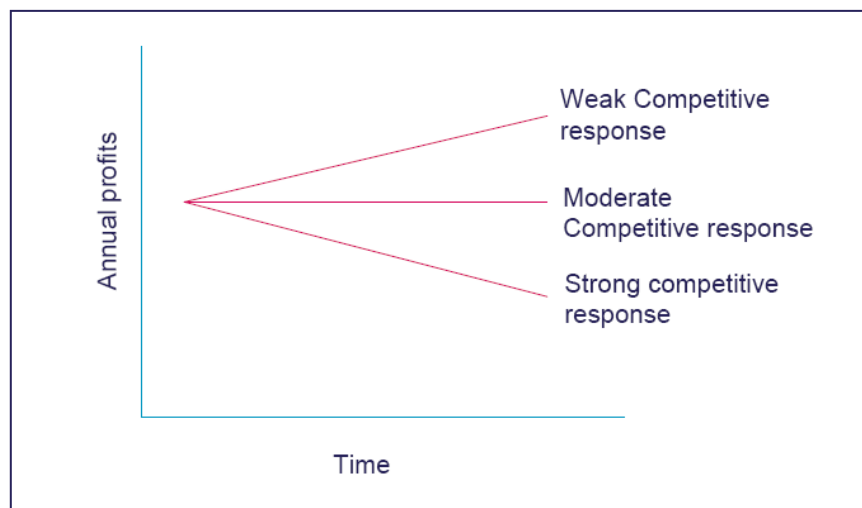 Weak Competitive
response
Annual profits
Moderate
Competitive response
Strong competitive
response
Time